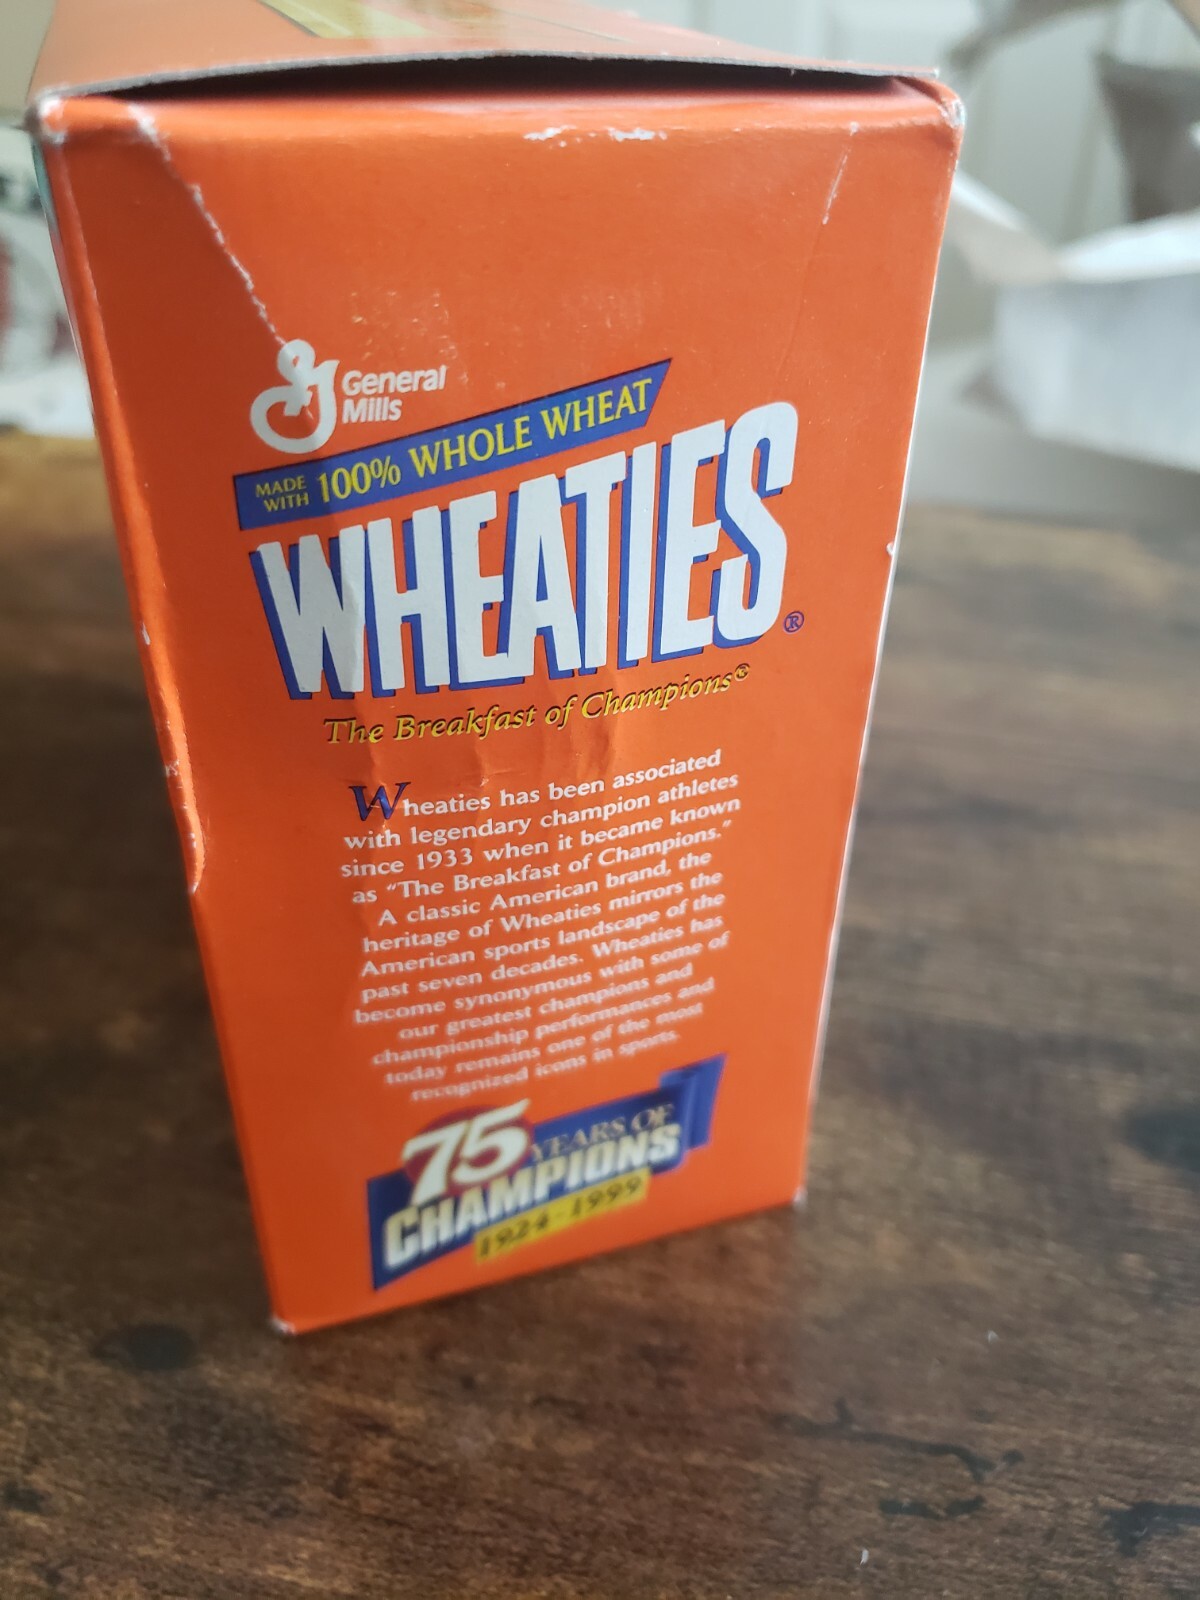 General
Mills
MADE WITH 100% WHOLE WHEAT
WHEATIES®
The Breakfast of Champions®
Wheaties has been associated
with legendary champion athletes
since 1933 when it became known
as “The Breakfast of Champions.”
A classic American brand, the
heritage of Wheaties mirrors the
American sports landscape of the
past seven decades. Wheaties has
become synonymous with some of
our greatest champions and
championship performances and
today remains one of the most
recognized icons in sports.
75 YEARS OF
CHAMPIONS
1924-1999